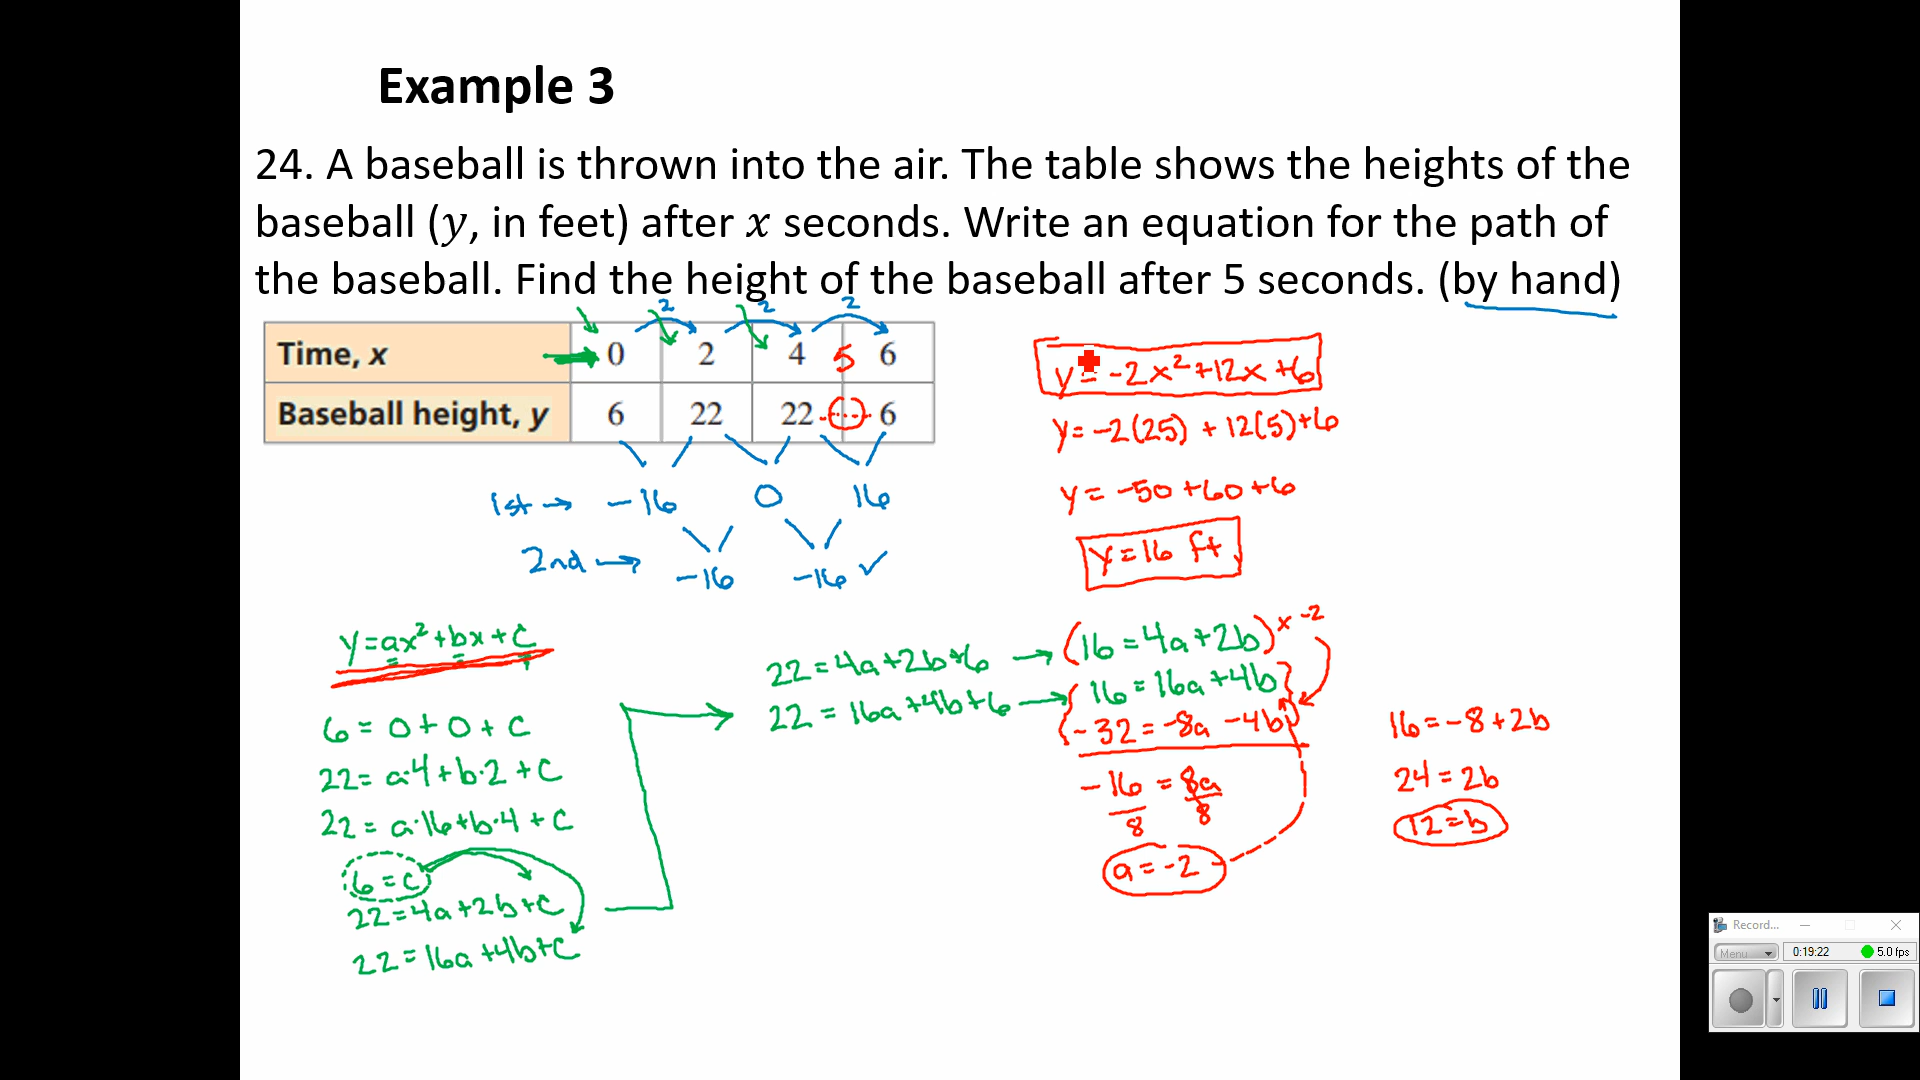 Example 3
24. A baseball is thrown into the air. The table shows the heights of the
baseball (y, in feet) after x seconds. Write an equation for the path of
the baseball. Find the height of the baseball after 5 seconds. (by hand)
2 2 2
Time, x 0 2 4 5 6
Baseball height, y 6 22 22 6
1st → -16 0 16
2nd → -16 -16 ✓
y = -2x²+12x+6
y = -2(25) + 12(5)+6
y = -50+60+6
y = 16 ft
y=ax²+bx+c
6 = 0+0+c
22 = a·4+b·2+c
22 = a·16+b·4+c
6=c
22=4a+2b+c
22=16a+4b+c
22=4a+2b+6 → (16=4a+2b) x -2
22=16a+4b+6 → 16=16a+4b
-32=-8a-4b
-16 = 8a
8 8
a=-2
16=-8+2b
24=2b
12=b
Record...
Menu 0:19:22 5.0 fps